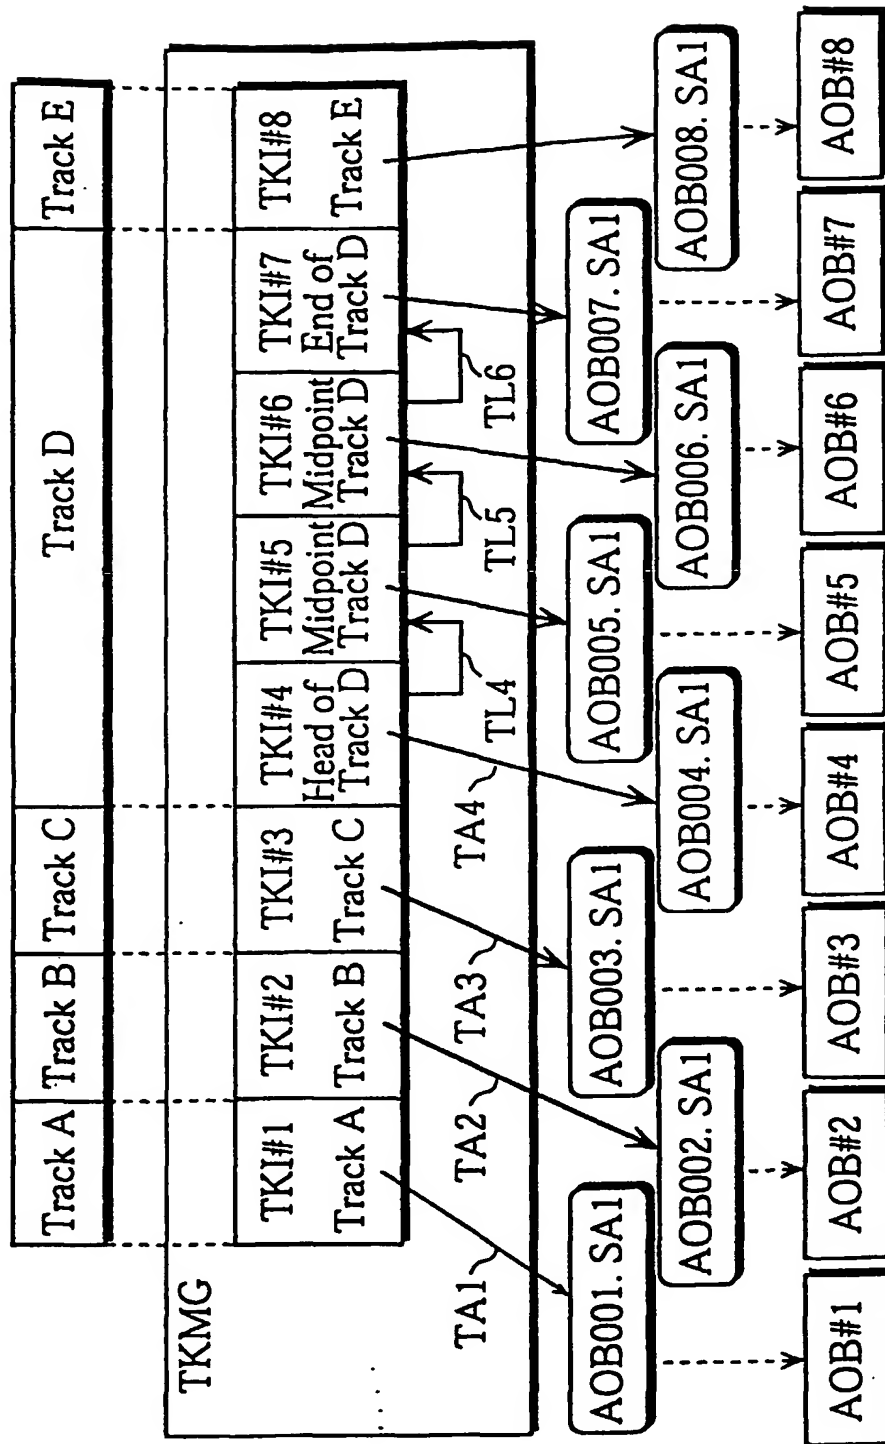 Track A
Track B
Track C
Track D
Track E
TKMG
TKI#1
Track A
TKI#2
Track B
TKI#3
Track C
TKI#4
Head of
Track D
TKI#5
Midpoint
Track D
TKI#6
Midpoint
Track D
TKI#7
End of
Track D
TKI#8
Track E
TL4
TL5
TL6
TA1
TA2
TA3
TA4
AOB001. SA1
AOB002. SA1
AOB003. SA1
AOB004. SA1
AOB005. SA1
AOB006. SA1
AOB007. SA1
AOB008. SA1
AOB#1
AOB#2
AOB#3
AOB#4
AOB#5
AOB#6
AOB#7
AOB#8